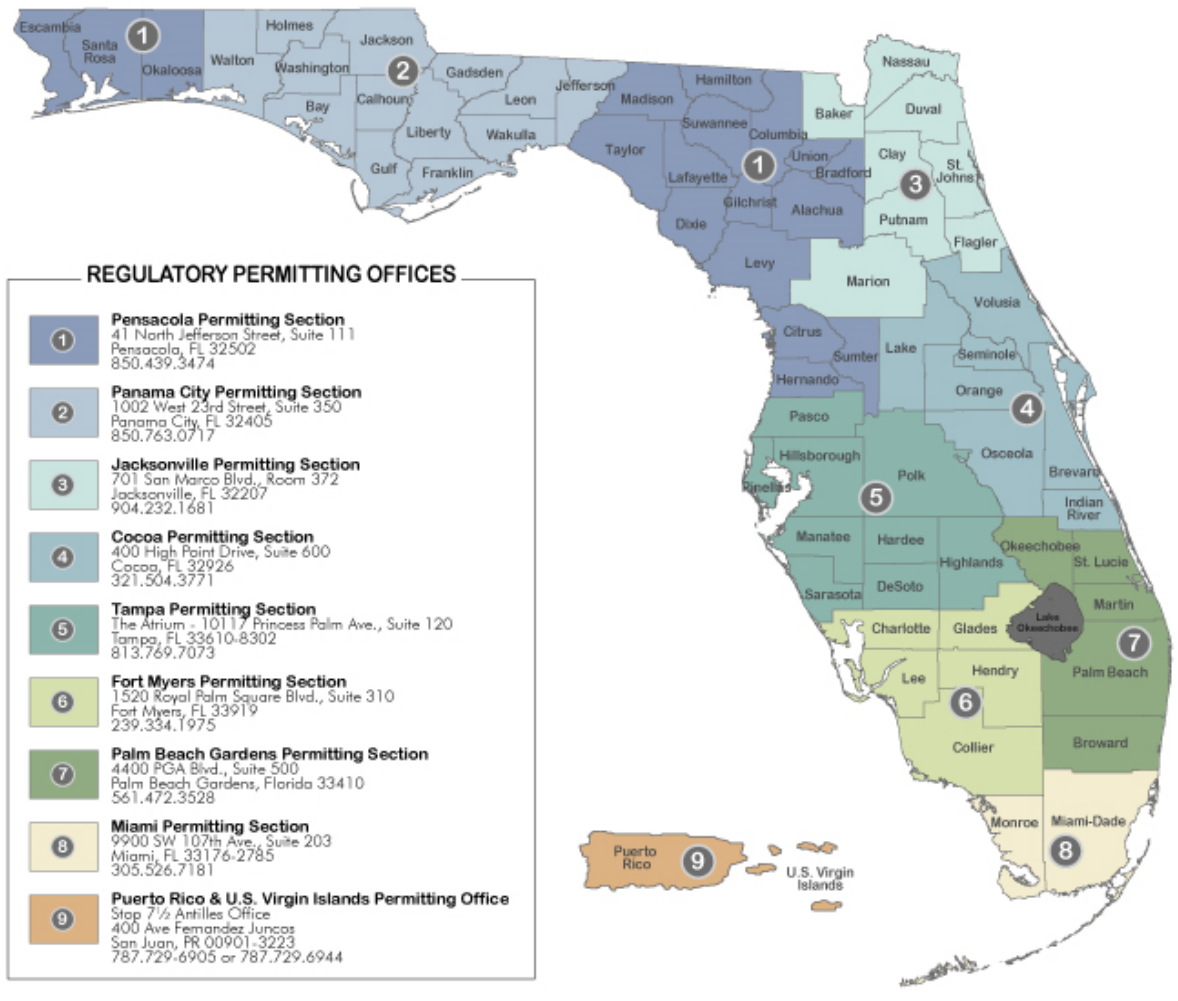 Escambia
Santa
Rosa
1
Okaloosa
Walton
Holmes
Washington
Jackson
2
Bay
Calhoun
Gadsden
Liberty
Leon
Jefferson
Wakulla
Gulf
Franklin
Madison
Hamilton
Suwannee
Columbia
Taylor
Lafayette
1
Union
Bradford
Gilchrist
Alachua
Dixie
Levy
Nassau
Baker
Duval
Clay
St.
Johns
3
Putnam
Flagler
Marion
Volusia
Citrus
Sumter
Lake
Seminole
Hernando
Orange
4
Pasco
Osceola
Brevard
Hillsborough
Polk
Pinellas
5
Indian
River
Manatee
Hardee
Highlands
Okeechobee
St. Lucie
Sarasota
DeSoto
Martin
Charlotte
Glades
Lake
Okeechobee
7
Lee
Hendry
Palm Beach
6
Collier
Broward
Monroe
Miami-Dade
8
Puerto
Rico
9
U.S. Virgin
Islands
REGULATORY PERMITTING OFFICES
1
Pensacola Permitting Section
41 North Jefferson Street, Suite 111
Pensacola, FL 32502
850.439.3474
2
Panama City Permitting Section
1002 West 23rd Street, Suite 350
Panama City, FL 32405
850.763.0717
3
Jacksonville Permitting Section
701 San Marco Blvd., Room 372
Jacksonville, FL 32207
904.232.1681
4
Cocoa Permitting Section
400 High Point Drive, Suite 600
Cocoa, FL 32926
321.504.3771
5
Tampa Permitting Section
The Atrium - 10117 Princess Palm Ave., Suite 120
Tampa, FL 33610-8302
813.769.7073
6
Fort Myers Permitting Section
1520 Royal Palm Square Blvd., Suite 310
Fort Myers, FL 33919
239.334.1975
7
Palm Beach Gardens Permitting Section
4400 PGA Blvd., Suite 500
Palm Beach Gardens, Florida 33410
561.472.3528
8
Miami Permitting Section
9900 SW 107th Ave., Suite 203
Miami, FL 33176-2785
305.526.7181
9
Puerto Rico & U.S. Virgin Islands Permitting Office
Stop 7½ Antilles Office
400 Ave Fernandez Juncos
San Juan, PR 00901-3223
787.729-6905 or 787.729.6944